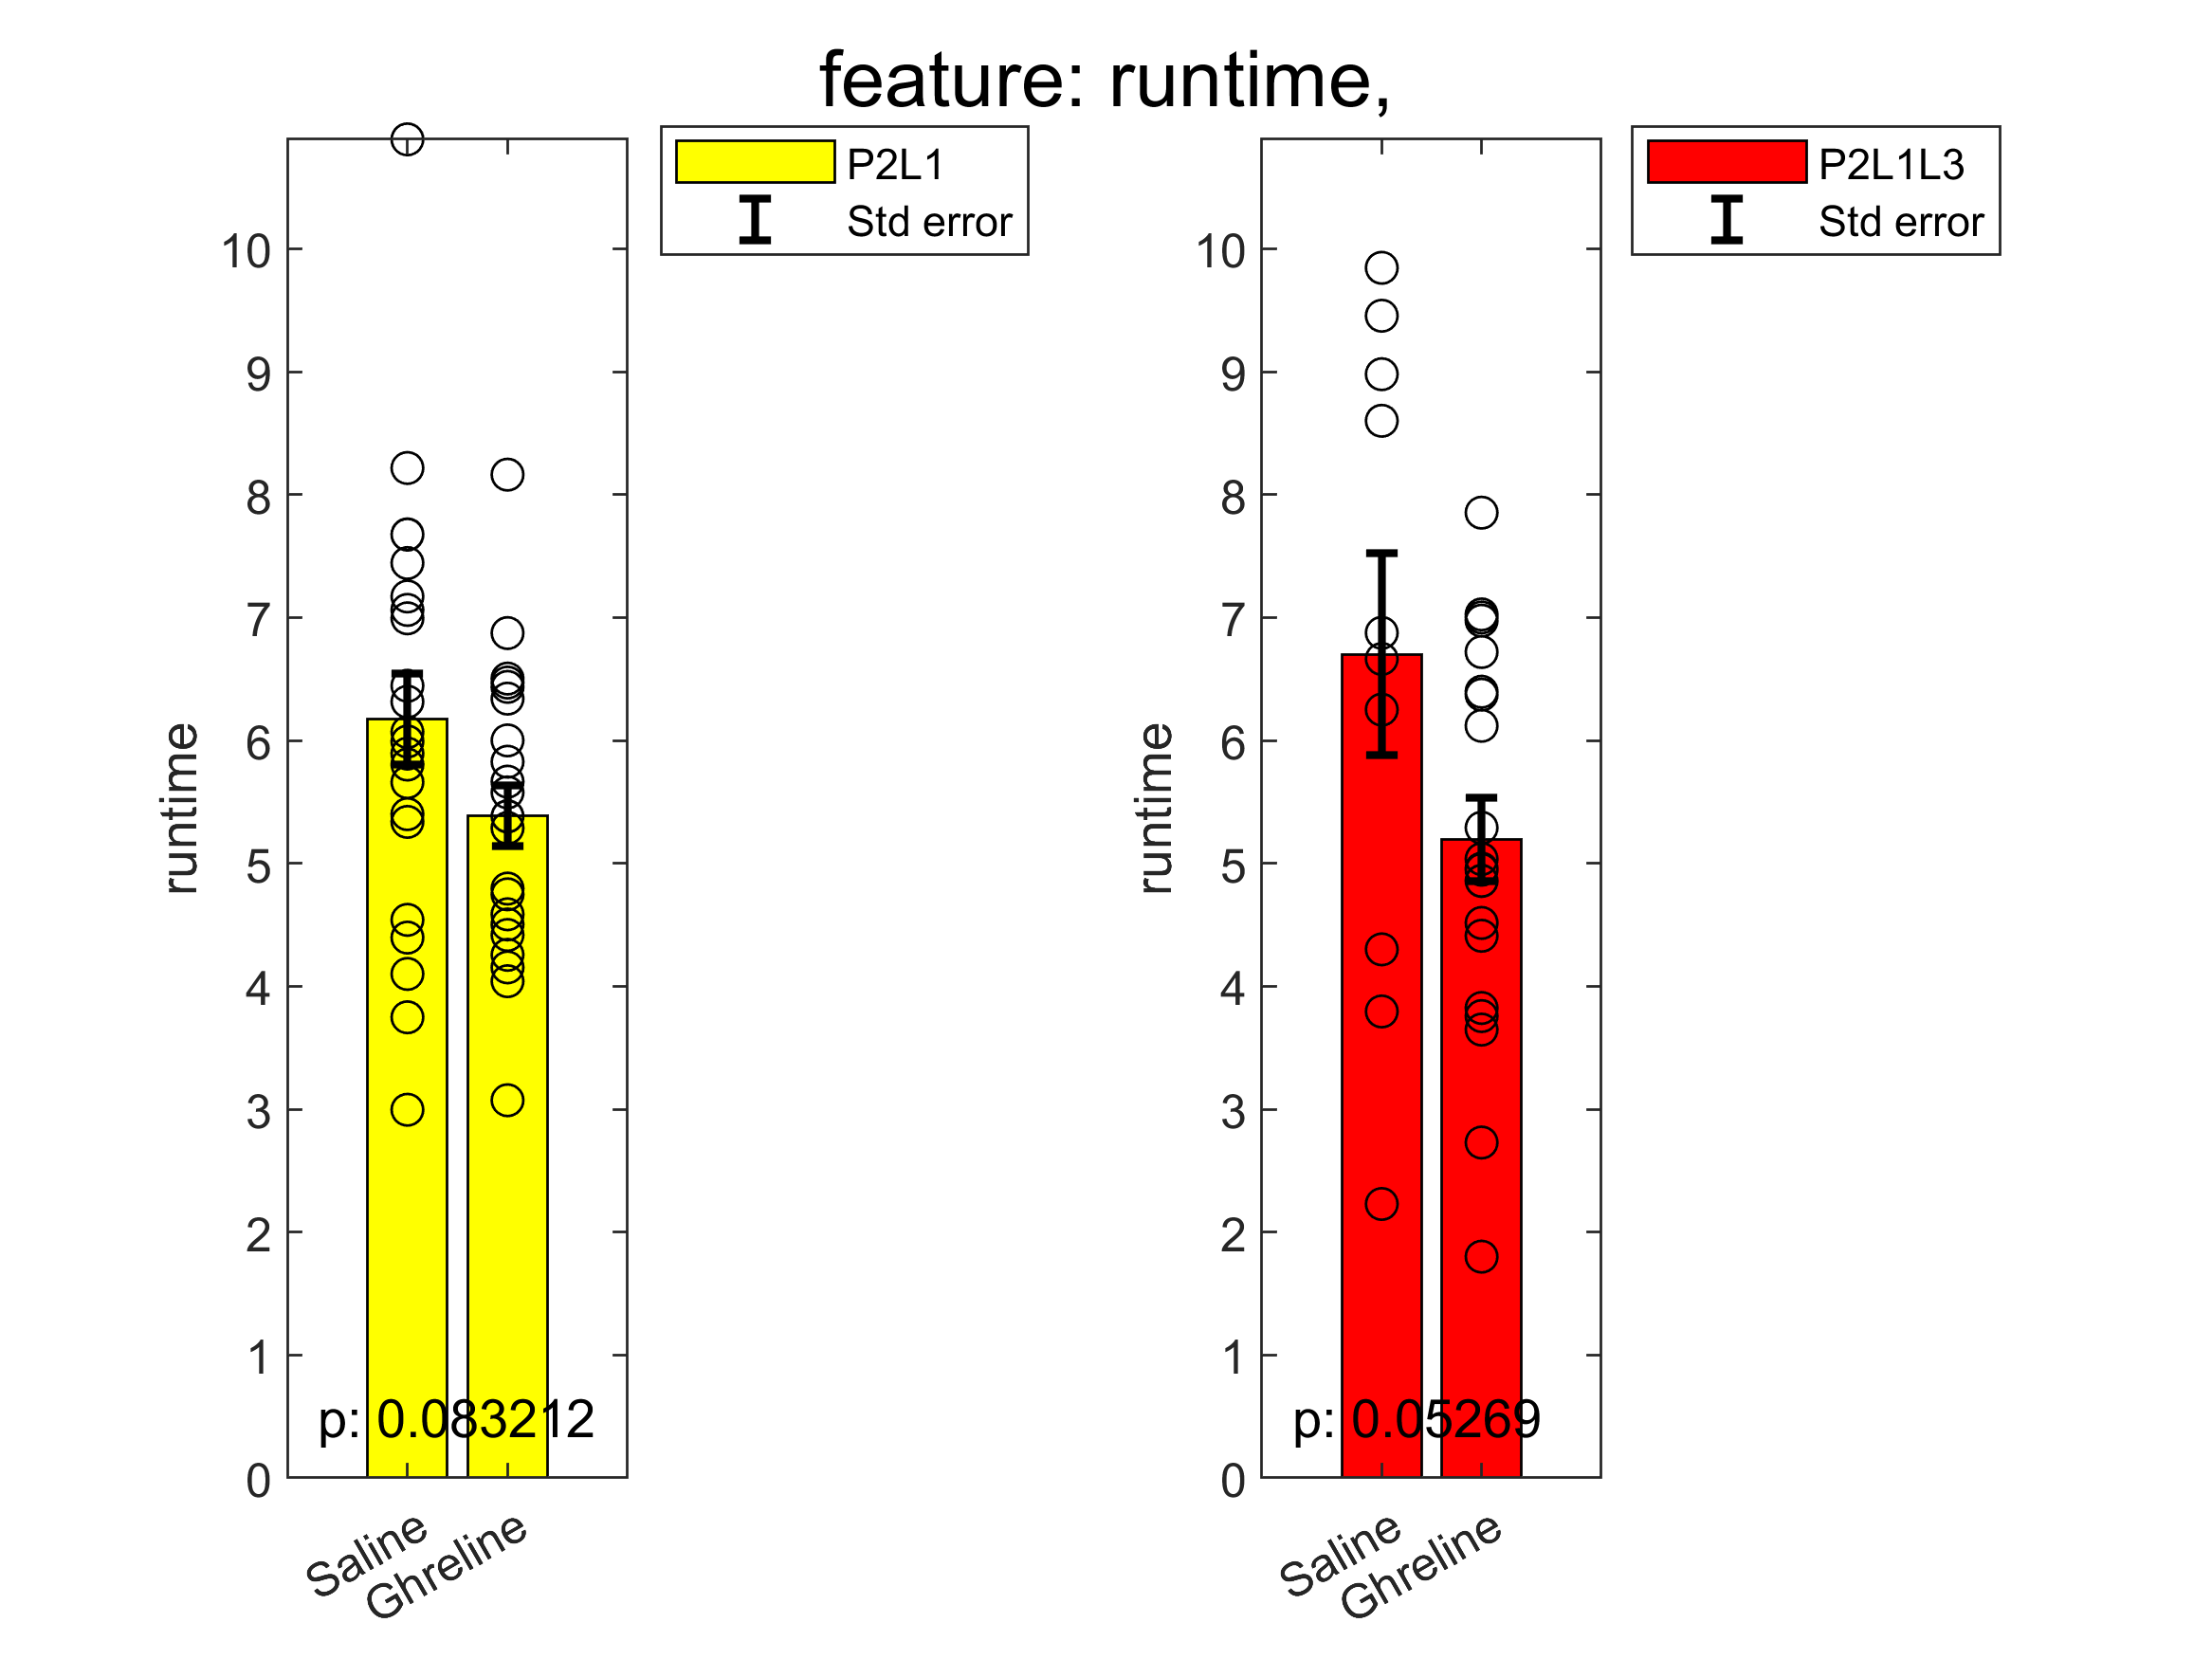 feature: runtime,
P2L1
Std error
10
9
8
7
6
5
4
3
2
1
0
runtime
p: 0.083212
Saline
Ghreline
P2L1L3
Std error
10
9
8
7
6
5
4
3
2
1
0
runtime
p: 0.05269
Saline
Ghreline